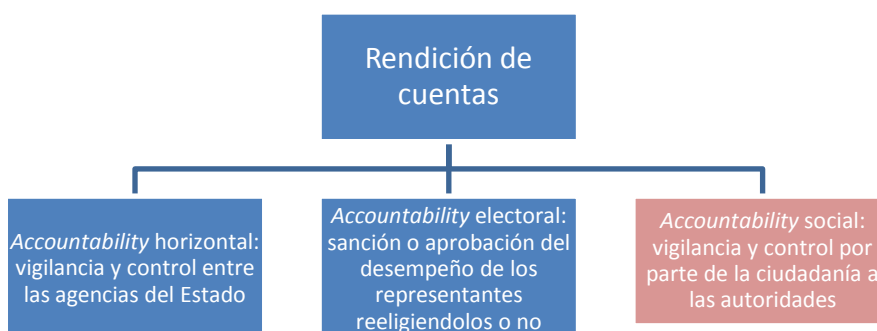 Rendición de
cuentas
Accountability horizontal:
vigilancia y control entre
las agencias del Estado
Accountability electoral:
sanción o aprobación del
desempeño de los
representantes
reeligiendolos o no
Accountability social:
vigilancia y control por
parte de la ciudadanía a
las autoridades